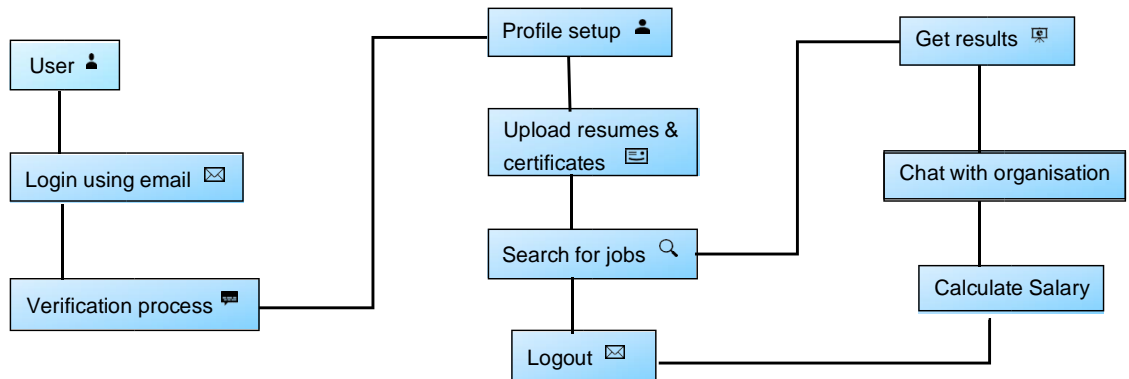 User
Login using email
Verification process
Profile setup
Upload resumes &
certificates
Search for jobs
Logout
Get results
Chat with organisation
Calculate Salary